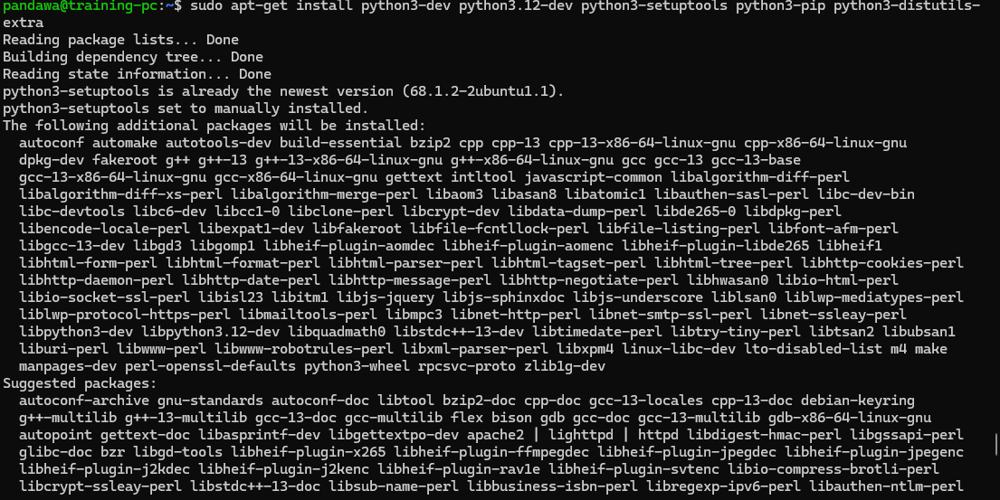 pandawa@training-pc:~$ sudo apt-get install python3-dev python3.12-dev python3-setuptools python3-pip python3-distutils-
extra
Reading package lists... Done
Building dependency tree... Done
Reading state information... Done
python3-setuptools is already the newest version (68.1.2-2ubuntu1.1).
python3-setuptools set to manually installed.
The following additional packages will be installed:
  autoconf automake autotools-dev build-essential bzip2 cpp cpp-13 cpp-13-x86-64-linux-gnu cpp-x86-64-linux-gnu
  dpkg-dev fakeroot g++ g++-13 g++-13-x86-64-linux-gnu g++-x86-64-linux-gnu gcc gcc-13 gcc-13-base
  gcc-13-x86-64-linux-gnu gcc-x86-64-linux-gnu gettext intltool javascript-common libalgorithm-diff-perl
  libalgorithm-diff-xs-perl libalgorithm-merge-perl libaom3 libasan8 libatomic1 libauthen-sasl-perl libc-dev-bin
  libc-devtools libc6-dev libcc1-0 libclone-perl libcrypt-dev libdata-dump-perl libde265-0 libdpkg-perl
  libencode-locale-perl libexpat1-dev libfakeroot libfile-fcntllock-perl libfile-listing-perl libfont-afm-perl
  libgcc-13-dev libgd3 libgomp1 libheif-plugin-aomdec libheif-plugin-aomenc libheif-plugin-libde265 libheif1
  libhtml-form-perl libhtml-format-perl libhtml-parser-perl libhtml-tagset-perl libhtml-tree-perl libhttp-cookies-perl
  libhttp-daemon-perl libhttp-date-perl libhttp-message-perl libhttp-negotiate-perl libhwasan0 libio-html-perl
  libio-socket-ssl-perl libisl23 libitm1 libjs-jquery libjs-sphinxdoc libjs-underscore liblsan0 liblwp-mediatypes-perl
  liblwp-protocol-https-perl libmailtools-perl libmpc3 libnet-http-perl libnet-smtp-ssl-perl libnet-ssleay-perl
  libpython3-dev libpython3.12-dev libquadmath0 libstdc++-13-dev libtimedate-perl libtry-tiny-perl libtsan2 libubsan1
  liburi-perl libwww-perl libwww-robotrules-perl libxml-parser-perl libxpm4 linux-libc-dev lto-disabled-list m4 make
  manpages-dev perl-openssl-defaults python3-wheel rpcsvc-proto zlib1g-dev
Suggested packages:
  autoconf-archive gnu-standards autoconf-doc libtool bzip2-doc cpp-doc gcc-13-locales cpp-13-doc debian-keyring
  g++-multilib g++-13-multilib gcc-13-doc gcc-multilib flex bison gdb gcc-doc gcc-13-multilib gdb-x86-64-linux-gnu
  autopoint gettext-doc libasprintf-dev libgettextpo-dev apache2 | lighttpd | httpd libdigest-hmac-perl libgssapi-perl
  glibc-doc bzr libgd-tools libheif-plugin-x265 libheif-plugin-ffmpegdec libheif-plugin-jpegdec libheif-plugin-jpegenc
  libheif-plugin-j2kdec libheif-plugin-j2kenc libheif-plugin-rav1e libheif-plugin-svtenc libio-compress-brotli-perl
  libcrypt-ssleay-perl libstdc++-13-doc libsub-name-perl libbusiness-isbn-perl libregexp-ipv6-perl libauthen-ntlm-perl